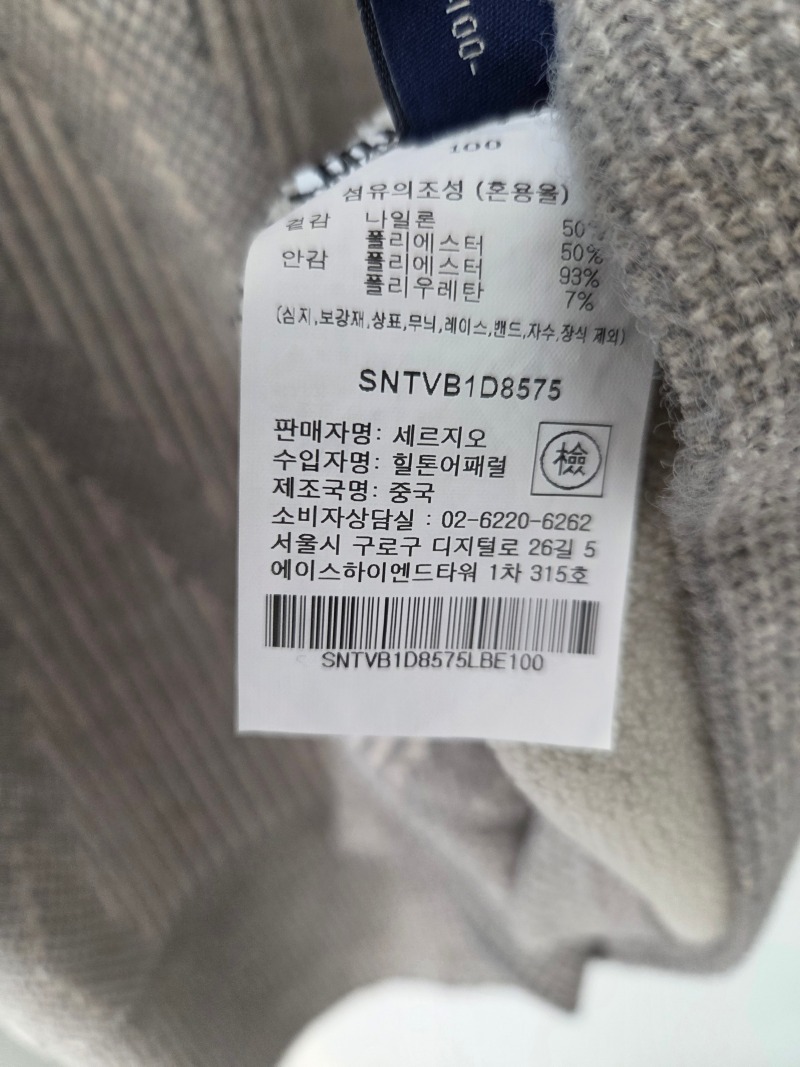 100-
100
섬유의조성 (혼용율)
겉감 나일론 50
폴리에스터 50%
안감 폴리에스터 93%
폴리우레탄 7%
(심지,보강재,상표,무늬,레이스,밴드,자수,장식 제외)
SNTVB1D8575
판매자명: 세르지오
수입자명: 힐튼어패럴
제조국명: 중국
檢
소비자상담실 : 02-6220-6262
서울시 구로구 디지털로 26길 5
에이스하이엔드타워 1차 315호
SNTVB1D8575LBE100